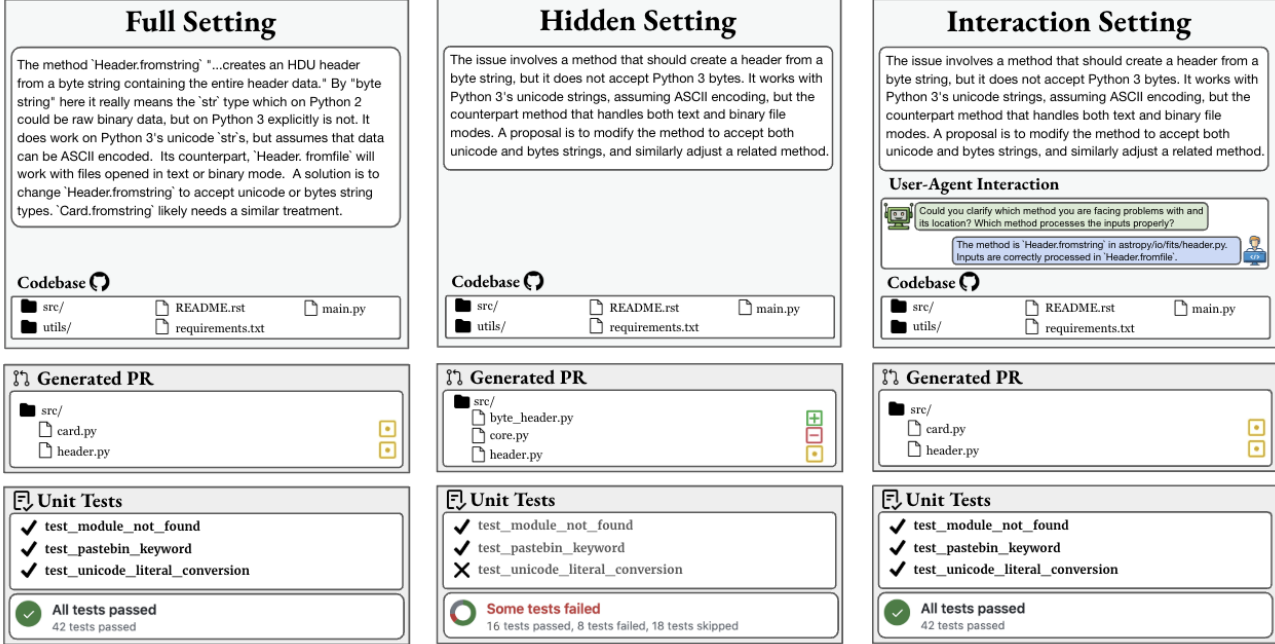 Full Setting
The method `Header.fromstring` "...creates an HDU header
from a byte string containing the entire header data." By "byte
string" here it really means the `str` type which on Python 2
could be raw binary data, but on Python 3 explicitly is not. It
does work on Python 3's unicode `str`s, but assumes that data
can be ASCII encoded.  Its counterpart, `Header. fromfile` will
work with files opened in text or binary mode.  A solution is to
change `Header.fromstring` to accept unicode or bytes string
types. `Card.fromstring` likely needs a similar treatment.
Codebase
src/
README.rst
main.py
utils/
requirements.txt
Generated PR
src/
card.py
header.py
Unit Tests
test_module_not_found
test_pastebin_keyword
test_unicode_literal_conversion
All tests passed
42 tests passed
Hidden Setting
The issue involves a method that should create a header from a
byte string, but it does not accept Python 3 bytes. It works with
Python 3's unicode strings, assuming ASCII encoding, but the
counterpart method that handles both text and binary file
modes. A proposal is to modify the method to accept both
unicode and bytes strings, and similarly adjust a related method.
Codebase
src/
README.rst
main.py
utils/
requirements.txt
Generated PR
src/
byte_header.py
core.py
header.py
Unit Tests
test_module_not_found
test_pastebin_keyword
test_unicode_literal_conversion
Some tests failed
16 tests passed, 8 tests failed, 18 tests skipped
Interaction Setting
The issue involves a method that should create a header from a
byte string, but it does not accept Python 3 bytes. It works with
Python 3's unicode strings, assuming ASCII encoding, but the
counterpart method that handles both text and binary file
modes. A proposal is to modify the method to accept both
unicode and bytes strings, and similarly adjust a related method.
User-Agent Interaction
Could you clarify which method you are facing problems with and
its location? Which method processes the inputs properly?
The method is `Header.fromstring` in astropy/io/fits/header.py.
Inputs are correctly processed in `Header.fromfile`.
Codebase
src/
README.rst
main.py
utils/
requirements.txt
Generated PR
src/
card.py
header.py
Unit Tests
test_module_not_found
test_pastebin_keyword
test_unicode_literal_conversion
All tests passed
42 tests passed